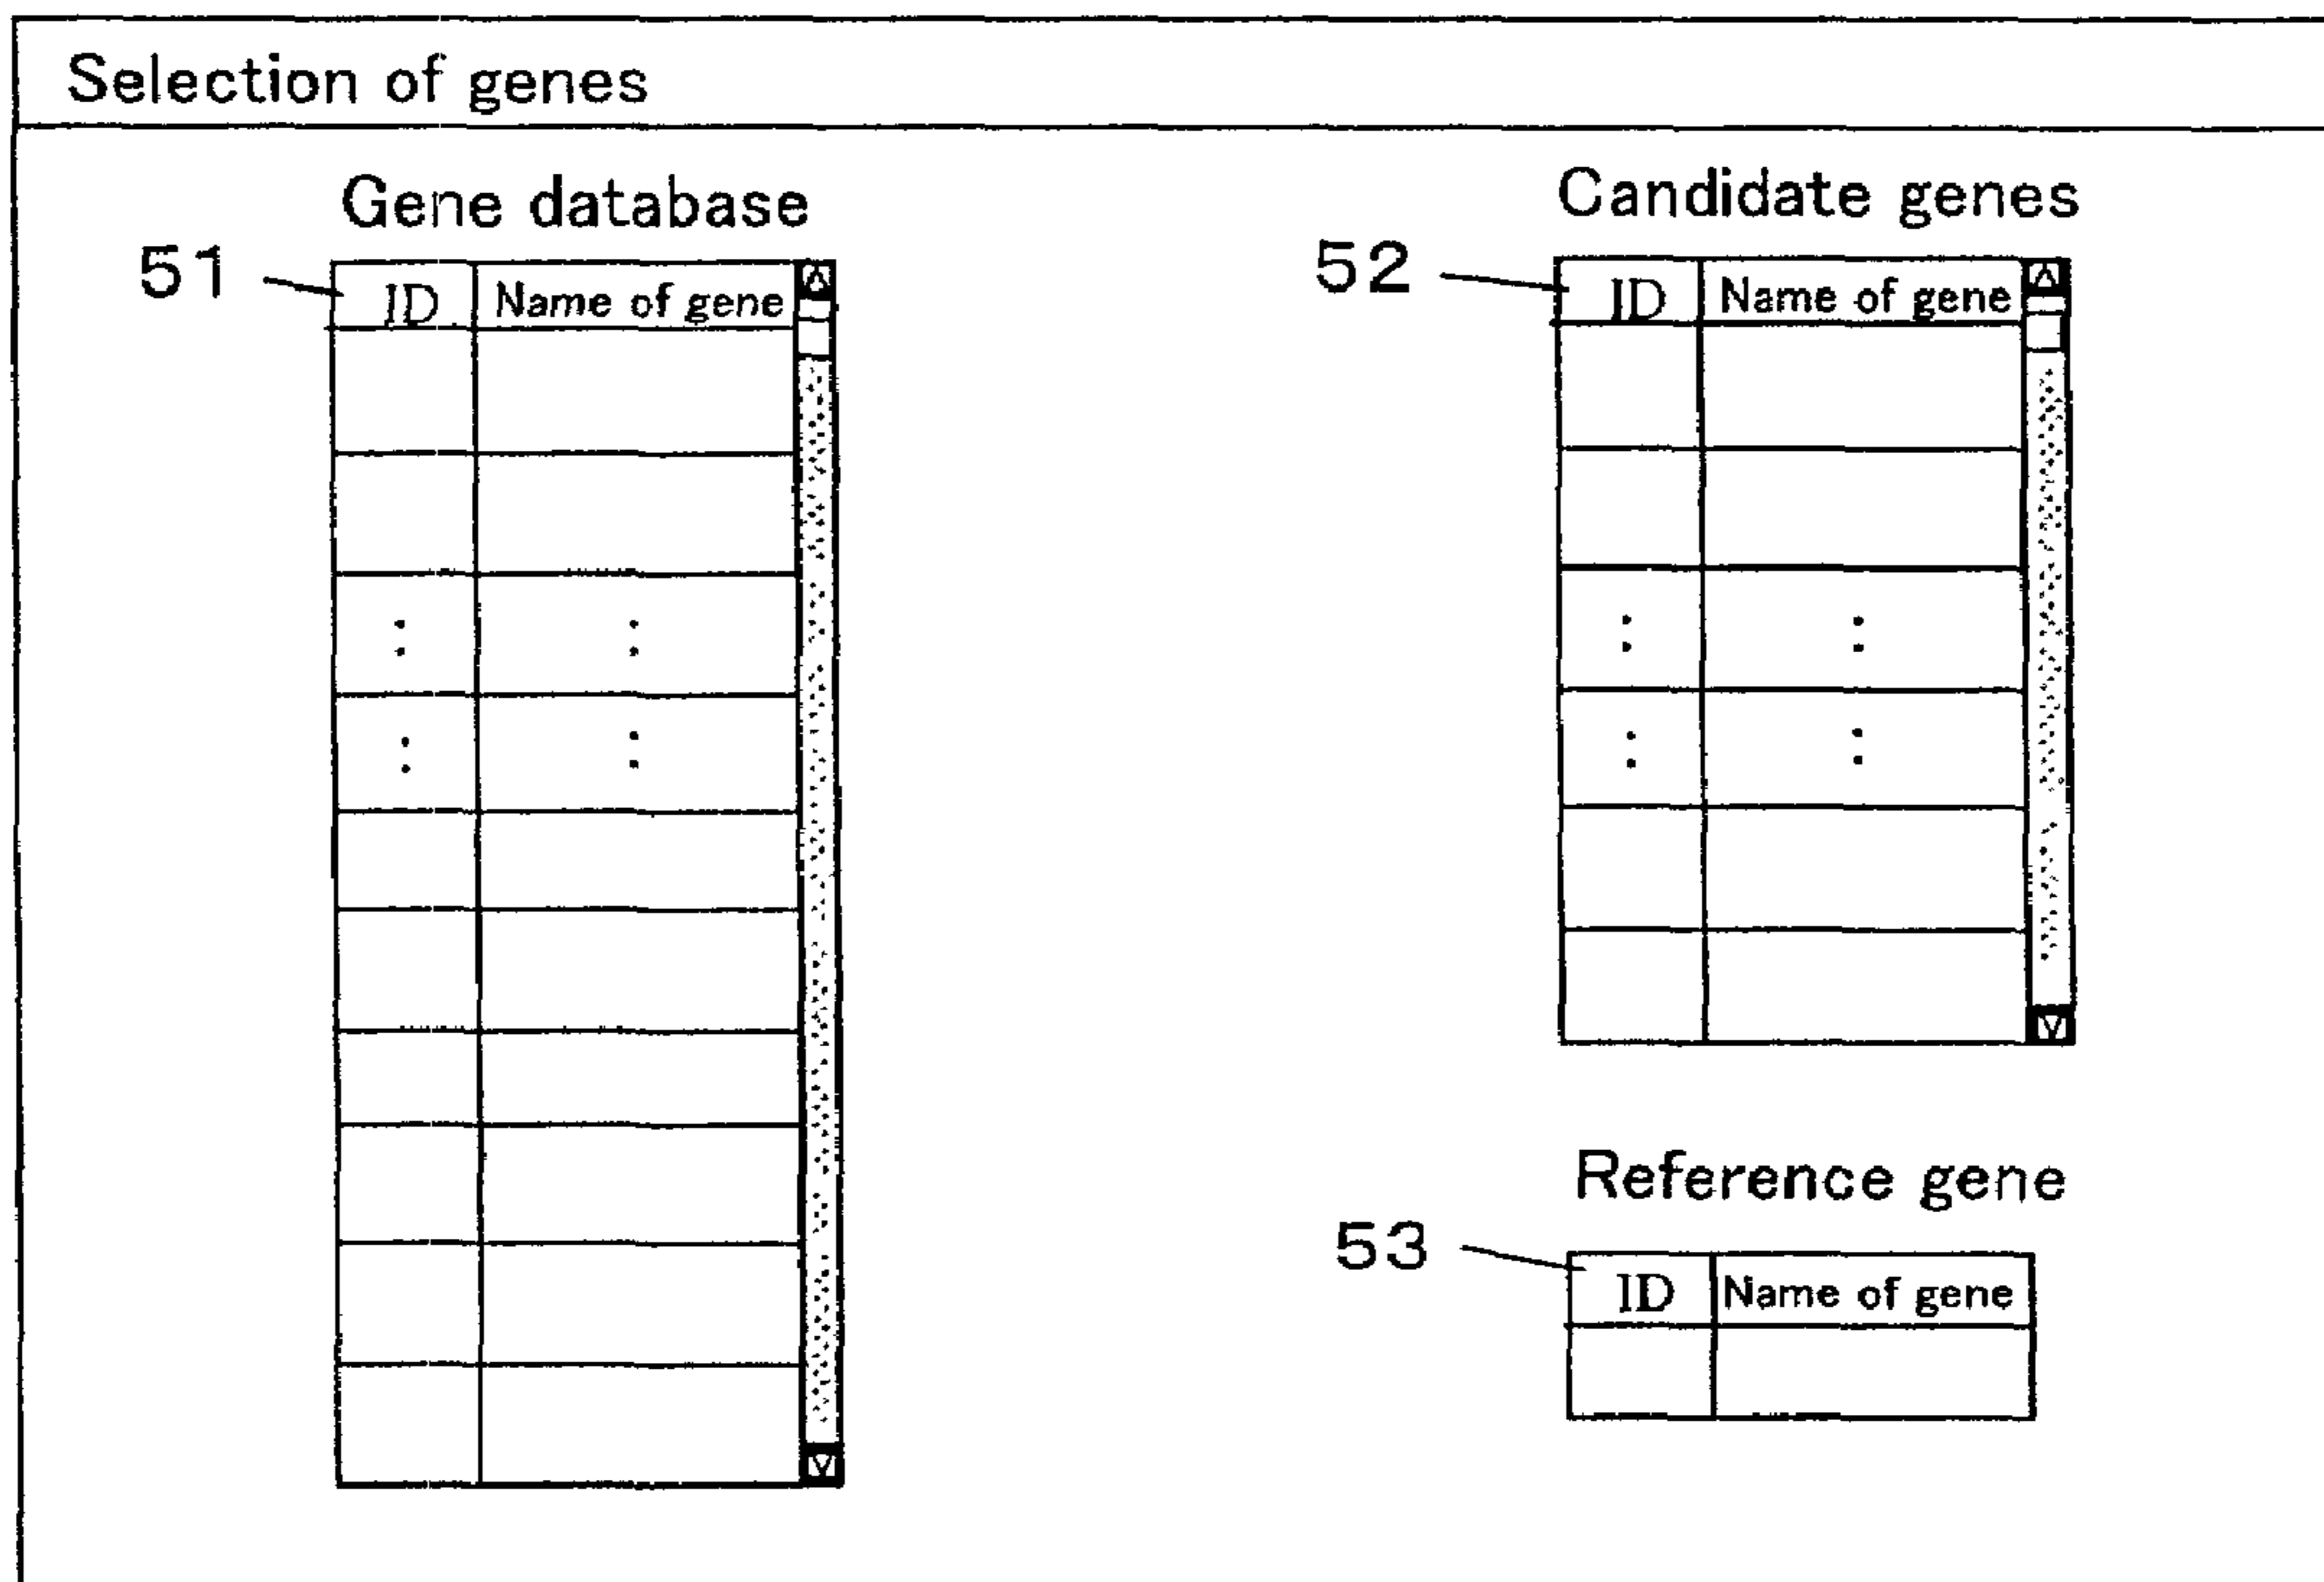 Selection of genes
Gene database
51
ID Name of gene
: :
: :
Candidate genes
52
ID Name of gene
: :
: :
Reference gene
53
ID Name of gene